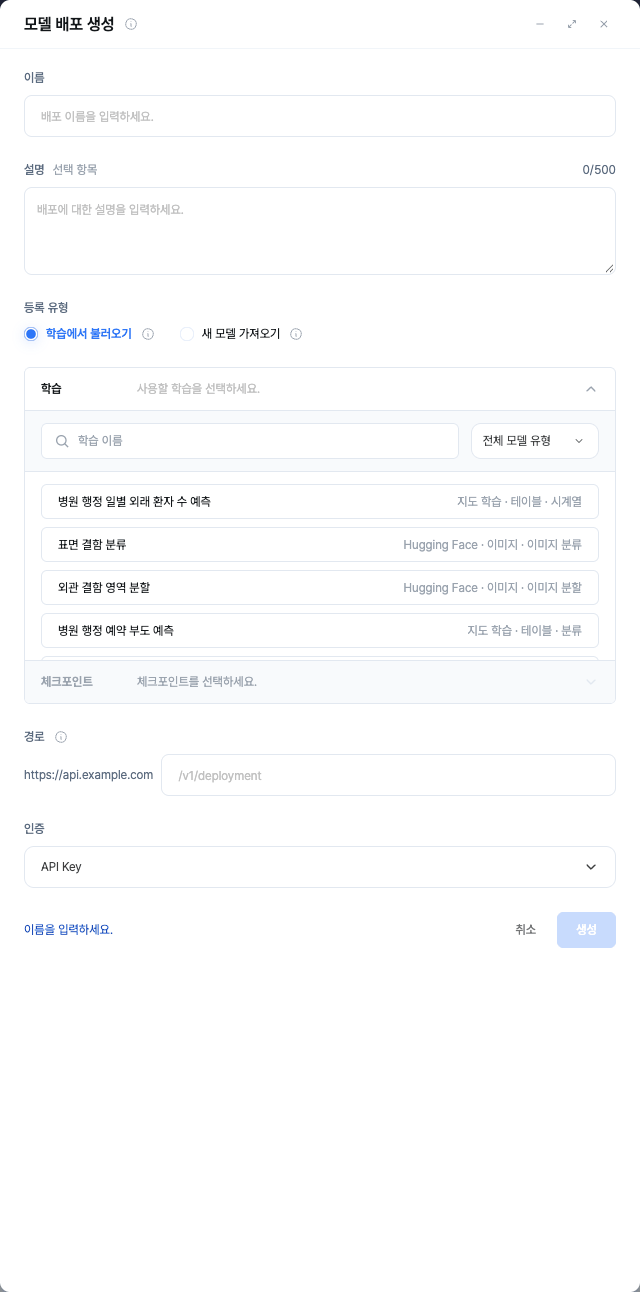 모델 배포 생성
이름
배포 이름을 입력하세요.
설명 선택 항목 0/500
배포에 대한 설명을 입력하세요.
등록 유형
학습에서 불러오기 새 모델 가져오기
학습 사용할 학습을 선택하세요.
학습 이름 전체 모델 유형
병원 행정 일별 외래 환자 수 예측 지도 학습 · 테이블 · 시계열
표면 결함 분류 Hugging Face · 이미지 · 이미지 분류
외관 결함 영역 분할 Hugging Face · 이미지 · 이미지 분할
병원 행정 예약 부도 예측 지도 학습 · 테이블 · 분류
체크포인트 체크포인트를 선택하세요.
경로
https://api.example.com /v1/deployment
인증
API Key
이름을 입력하세요. 취소 생성